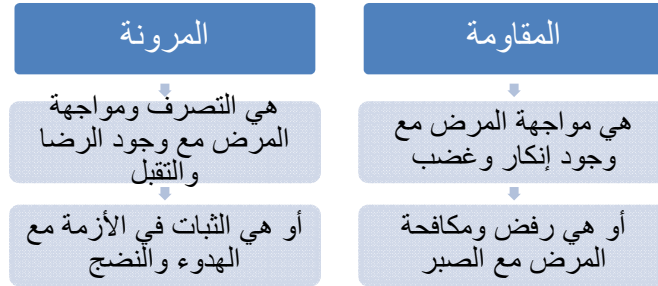 المقاومة
هي مواجهة المرض مع
وجود إنكار وغضب
أو هي رفض ومكافحة
المرض مع الصبر
المرونة
هي التصرف ومواجهة
المرض مع وجود الرضا
والتقبل
أو هي الثبات في الأزمة مع
الهدوء والنضج